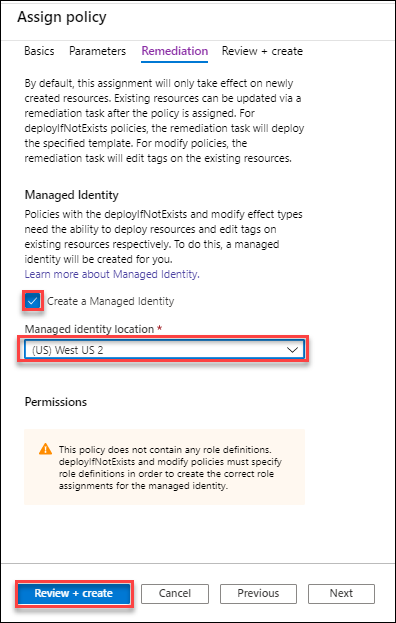 Assign policy
Basics Parameters Remediation Review + create
By default, this assignment will only take effect on newly
created resources. Existing resources can be updated via a
remediation task after the policy is assigned. For
deployIfNotExists policies, the remediation task will deploy
the specified template. For modify policies, the
remediation task will edit tags on the existing resources.
Managed Identity
Policies with the deployIfNotExists and modify effect types
need the ability to deploy resources and edit tags on
existing resources respectively. To do this, a managed
identity will be created for you.
Learn more about Managed Identity.
Create a Managed Identity
Managed identity location *
(US) West US 2
Permissions
This policy does not contain any role definitions.
deployIfNotExists and modify policies must specify
role definitions in order to create the correct role
assignments for the managed identity.
Review + create Cancel Previous Next